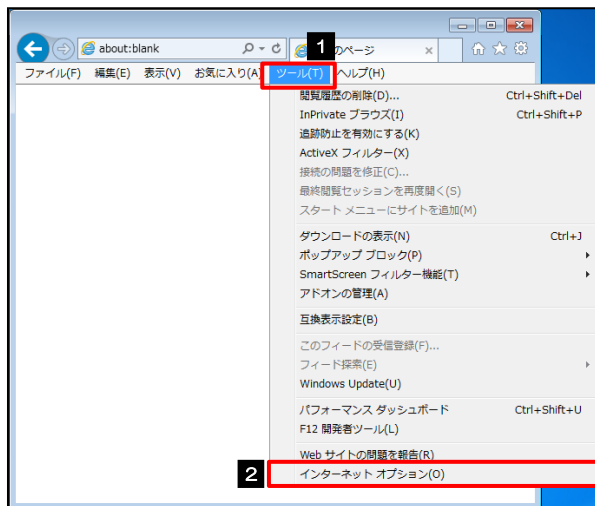 1
about:blank
のページ
ファイル(F) 編集(E) 表示(V) お気に入り(A) ツール(T) ヘルプ(H)
閲覧履歴の削除(D)... Ctrl+Shift+Del
InPrivate ブラウズ(I) Ctrl+Shift+P
追跡防止を有効にする(K)
ActiveX フィルター(X)
接続の問題を修正(C)...
最終閲覧セッションを再度開く(S)
スタート メニューにサイトを追加(M)
ダウンロードの表示(N) Ctrl+J
ポップアップ ブロック(P)
SmartScreen フィルター機能(T)
アドオンの管理(A)
互換表示設定(B)
このフィードの受信登録(F)...
フィード探索(E)
Windows Update(U)
パフォーマンス ダッシュボード Ctrl+Shift+U
F12 開発者ツール(L)
Web サイトの問題を報告(R)
2 インターネット オプション(O)